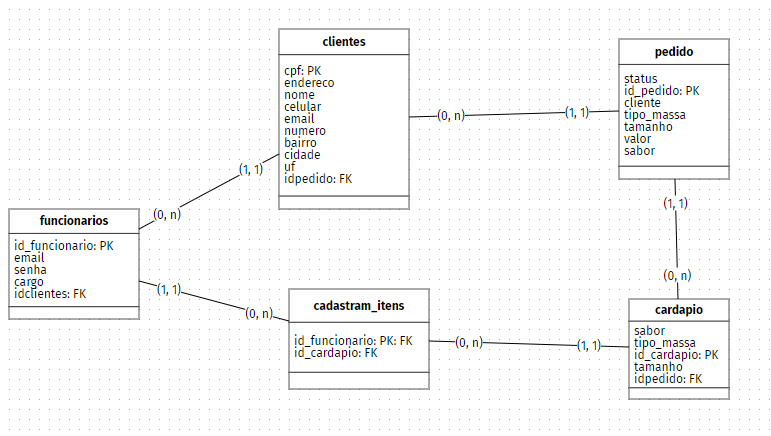 clientes
cpf: PK
endereco
nome
celular
email
numero
bairro
cidade
uf
idpedido: FK
pedido
status
id_pedido: PK
cliente
tipo_massa
tamanho
valor
sabor
(0, n)
(1, 1)
(1, 1)
(0, n)
funcionarios
id_funcionario: PK
email
senha
cargo
idclientes: FK
(1, 1)
(0, n)
(1, 1)
(0, n)
cadastram_itens
id_funcionario: PK: FK
id_cardapio: FK
(0, n)
(1, 1)
cardapio
sabor
tipo_massa
id_cardapio: PK
tamanho
idpedido: FK